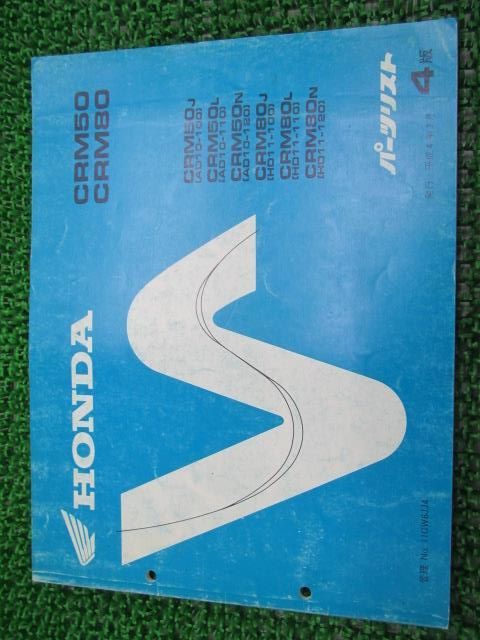 HONDA
CRM50
CRM80
CRM50J
(AD10-100)
CRM50L
(AD10-110)
CRM50N
(AD10-120)
CRM80J
(HD11-100)
CRM80L
(HD11-110)
CRM80N
(HD11-120)
パーツリスト
4版